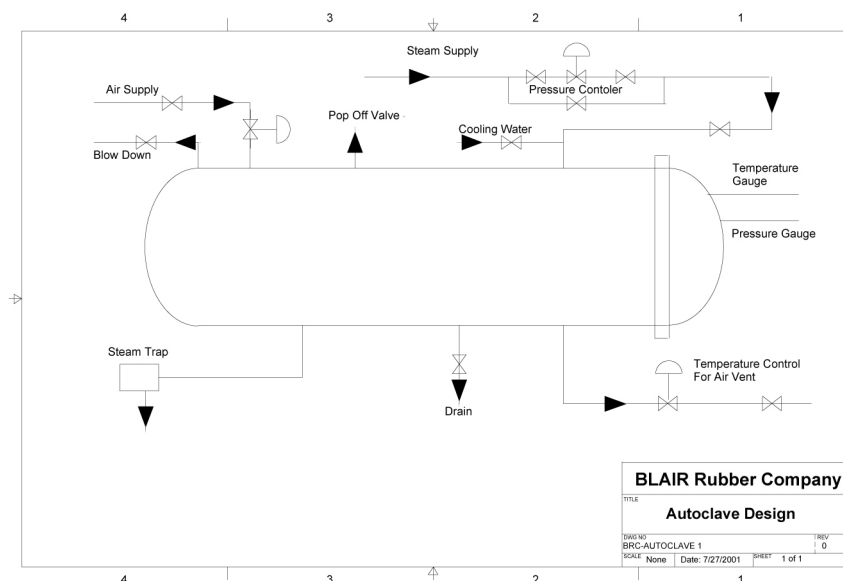 4 3 2 1
Steam Supply
Air Supply
Pressure Contoler
Pop Off Valve
Cooling Water
Blow Down
Temperature
Gauge
Pressure Gauge
Steam Trap
Temperature Control
For Air Vent
Drain
BLAIR Rubber Company
TITLE
Autoclave Design
DWG NO
REV
BRC-AUTOCLAVE 1
0
SCALE None
Date: 7/27/2001
SHEET 1 of 1
4 3 2 1